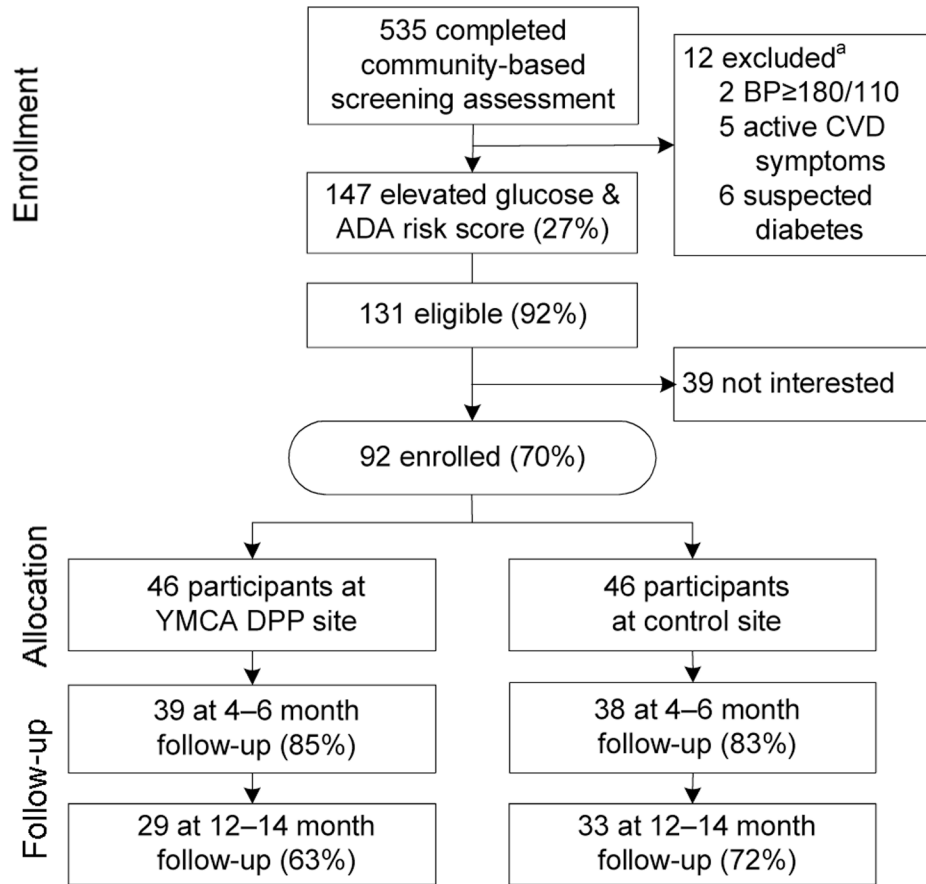 Enrollment
535 completed
community-based
screening assessment
12 excludedᵃ
2 BP≥180/110
5 active CVD
symptoms
6 suspected
diabetes
147 elevated glucose &
ADA risk score (27%)
131 eligible (92%)
39 not interested
92 enrolled (70%)
Allocation
46 participants at
YMCA DPP site
46 participants
at control site
Follow-up
39 at 4–6 month
follow-up (85%)
38 at 4–6 month
follow-up (83%)
29 at 12–14 month
follow-up (63%)
33 at 12–14 month
follow-up (72%)